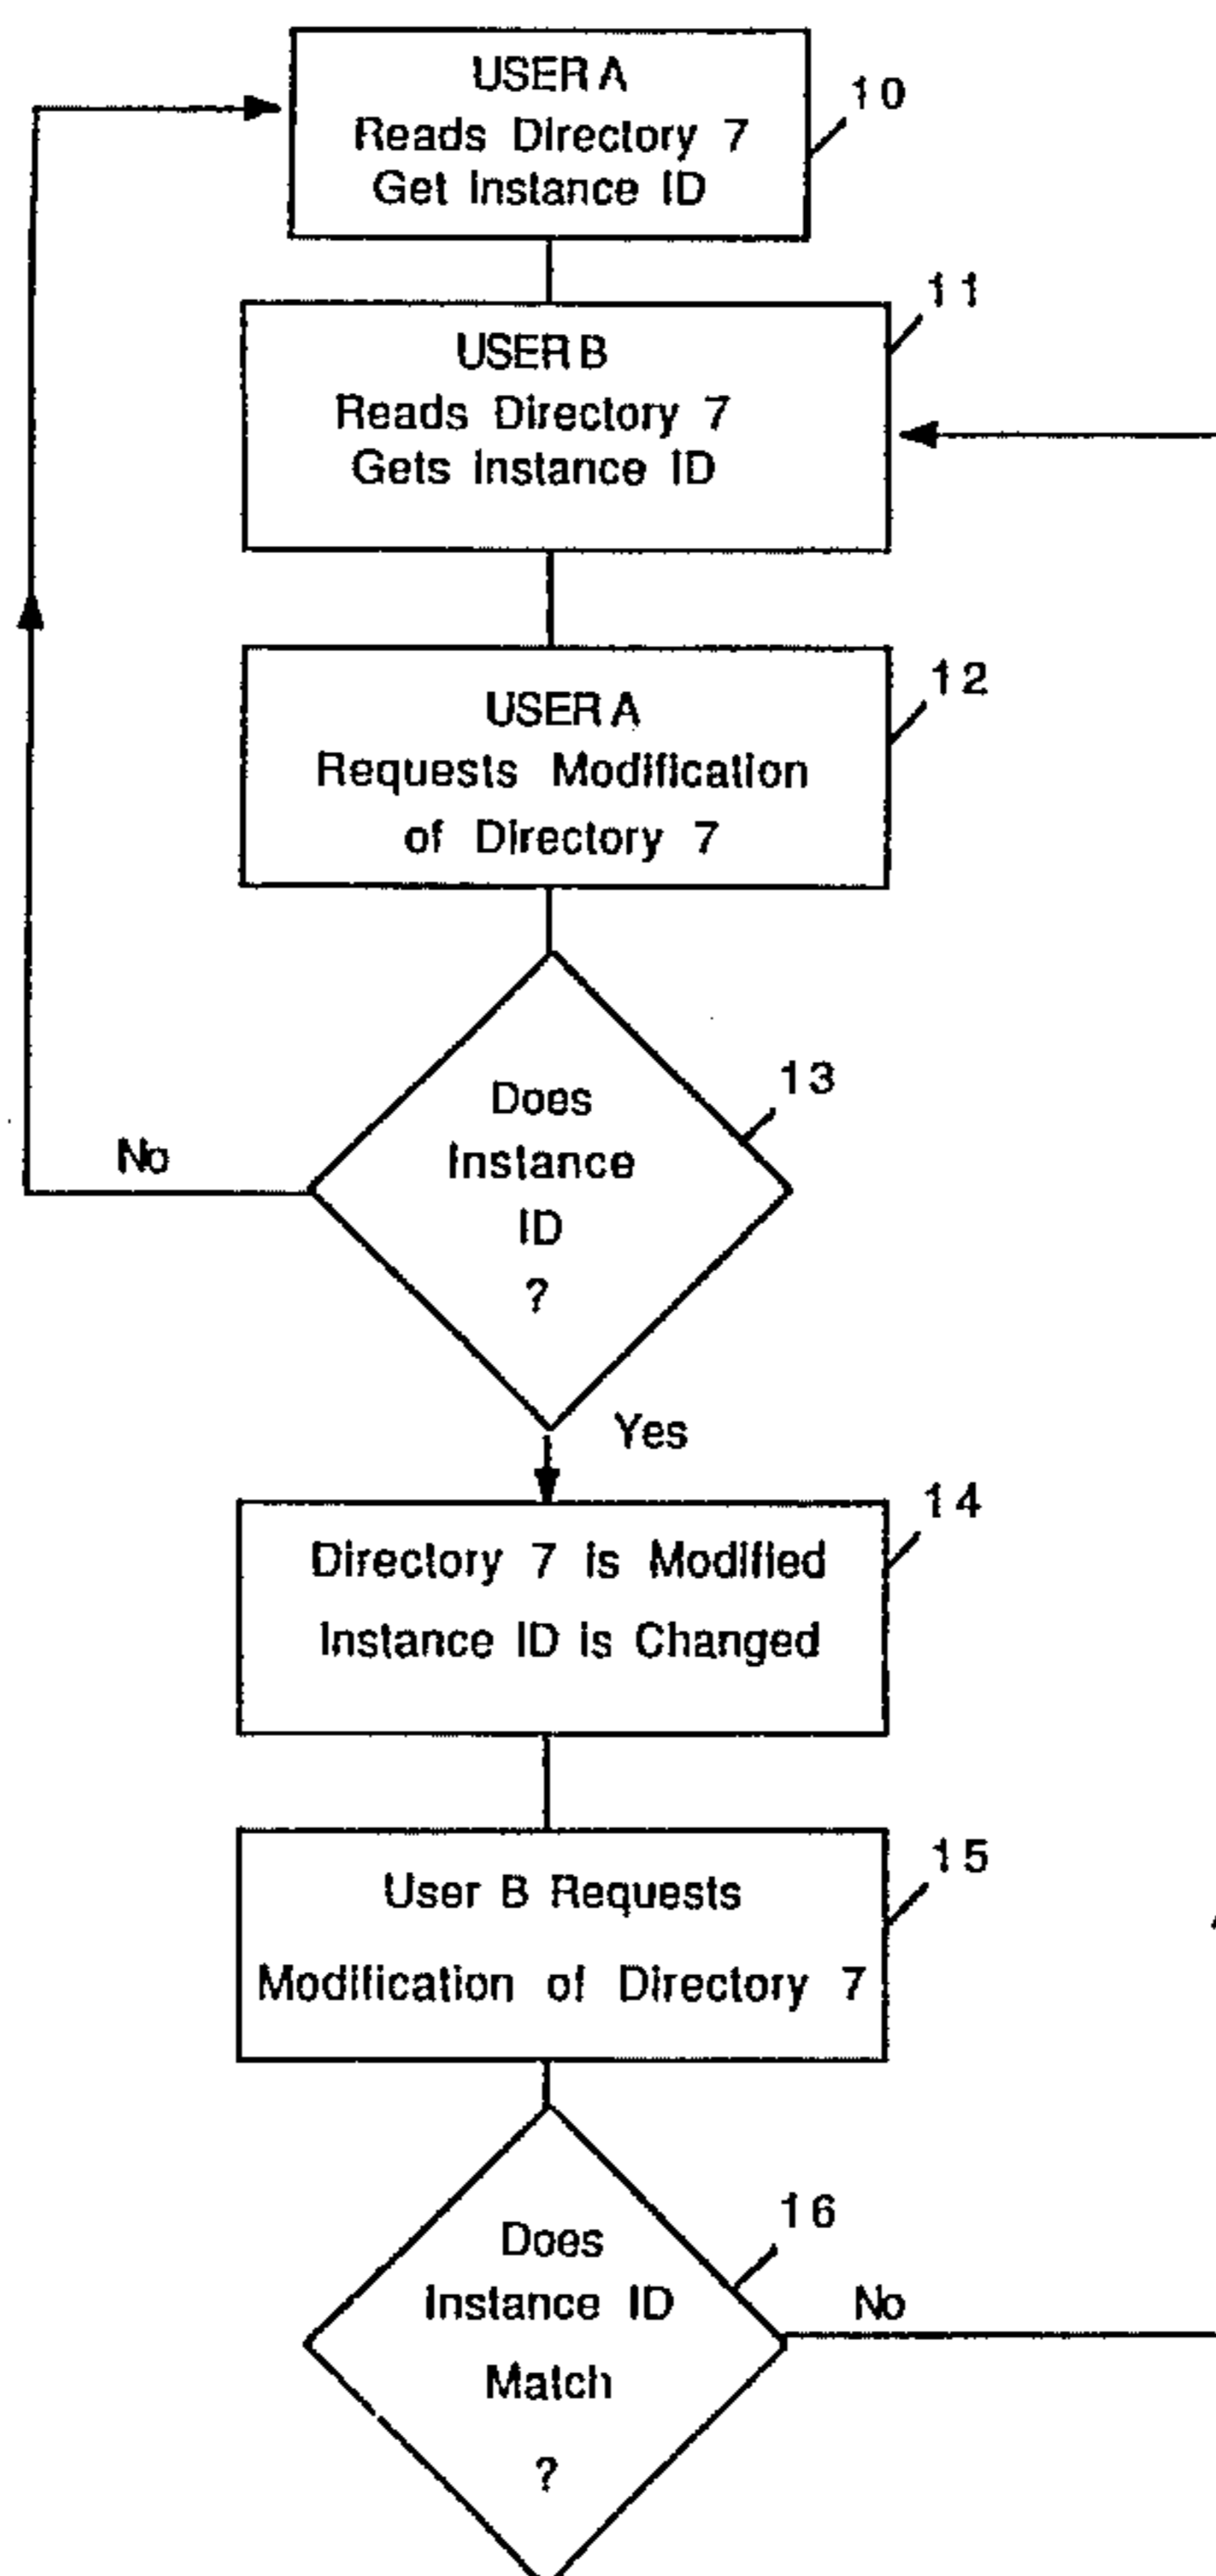 USER A
Reads Directory 7
Get Instance ID
10
USER B
Reads Directory 7
Gets Instance ID
11
USER A
Requests Modification
of Directory 7
12
Does
Instance
ID
?
13
No
Yes
Directory 7 is Modified
Instance ID is Changed
14
User B Requests
Modification of Directory 7
15
Does
Instance ID
Match
?
16
No